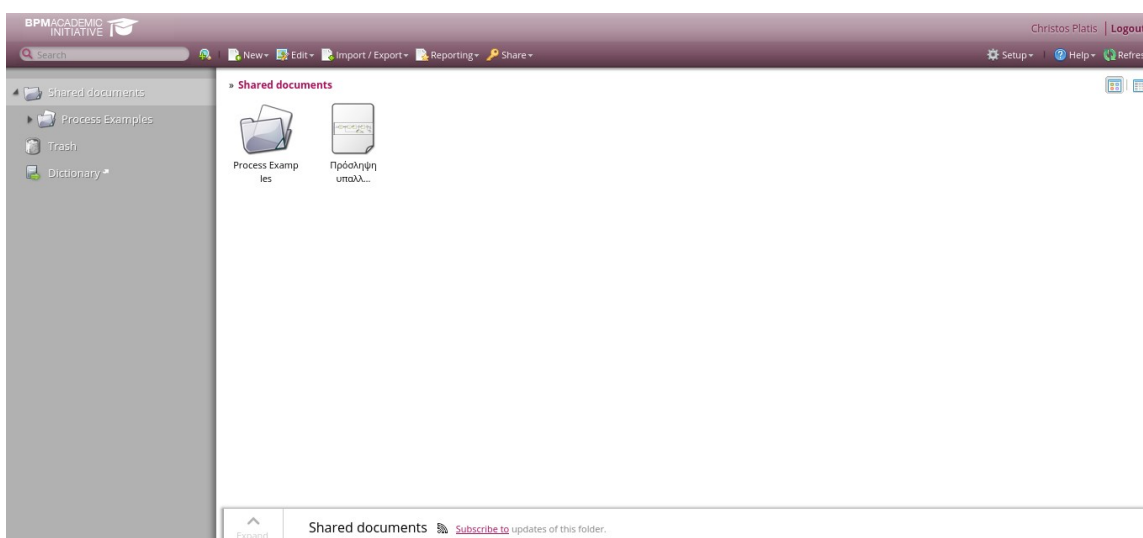 BPMACADEMIC
INITIATIVE
Christos Platis Logout
Search New Edit Import / Export Reporting Share Setup Help Refres
Shared documents
Process Examples
Trash
Dictionary
» Shared documents
Process Examp
les
Πρόσληψη
υπαλλ...
Expand
Shared documents Subscribe to updates of this folder.